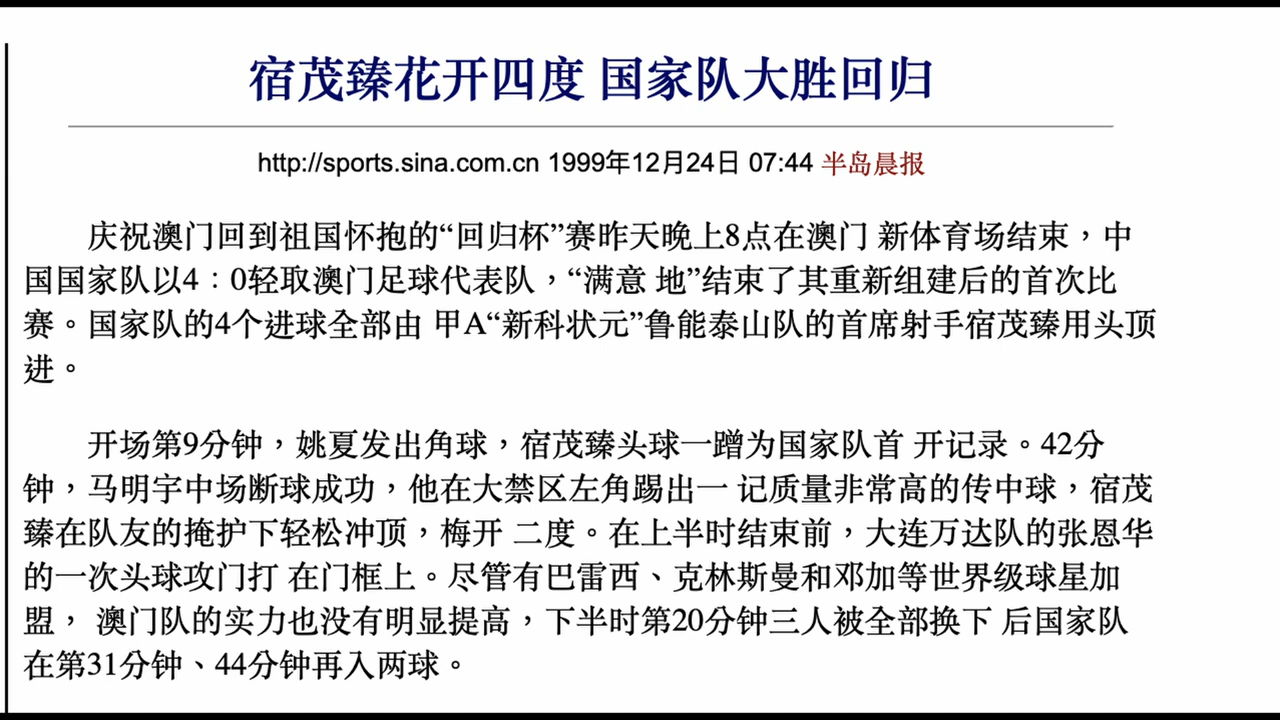 宿茂臻花开四度 国家队大胜回归
http://sports.sina.com.cn 1999年12月24日 07:44 半岛晨报
庆祝澳门回到祖国怀抱的“回归杯”赛昨天晚上8点在澳门 新体育场结束，中
国国家队以4：0轻取澳门足球代表队，“满意 地”结束了其重新组建后的首次比
赛。国家队的4个进球全部由 甲A“新科状元”鲁能泰山队的首席射手宿茂臻用头顶
进。
开场第9分钟，姚夏发出角球，宿茂臻头球一蹭为国家队首 开记录。42分
钟，马明宇中场断球成功，他在大禁区左角踢出一 记质量非常高的传中球，宿茂
臻在队友的掩护下轻松冲顶，梅开 二度。在上半时结束前，大连万达队的张恩华
的一次头球攻门打 在门框上。尽管有巴雷西、克林斯曼和邓加等世界级球星加
盟， 澳门队的实力也没有明显提高，下半时第20分钟三人被全部换下 后国家队
在第31分钟、44分钟再入两球。